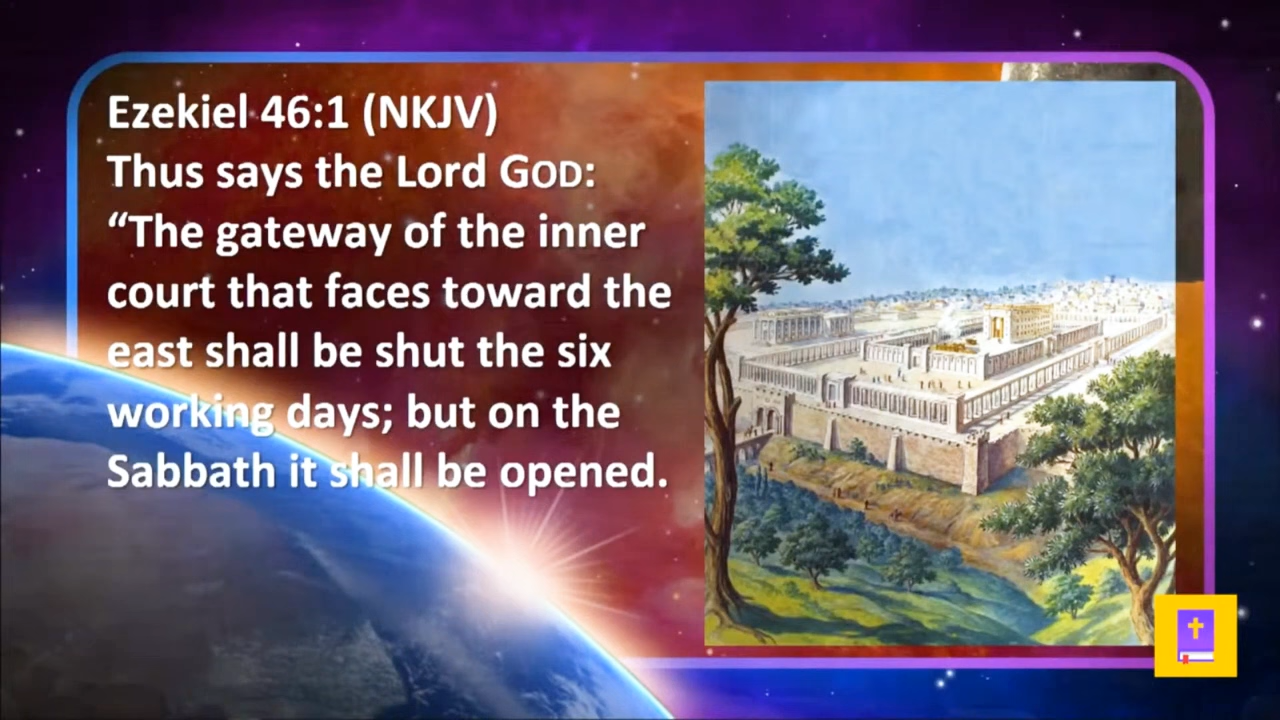 Ezekiel 46:1 (NKJV)
Thus says the Lord GOD:
“The gateway of the inner
court that faces toward the
east shall be shut the six
working days; but on the
Sabbath it shall be opened.